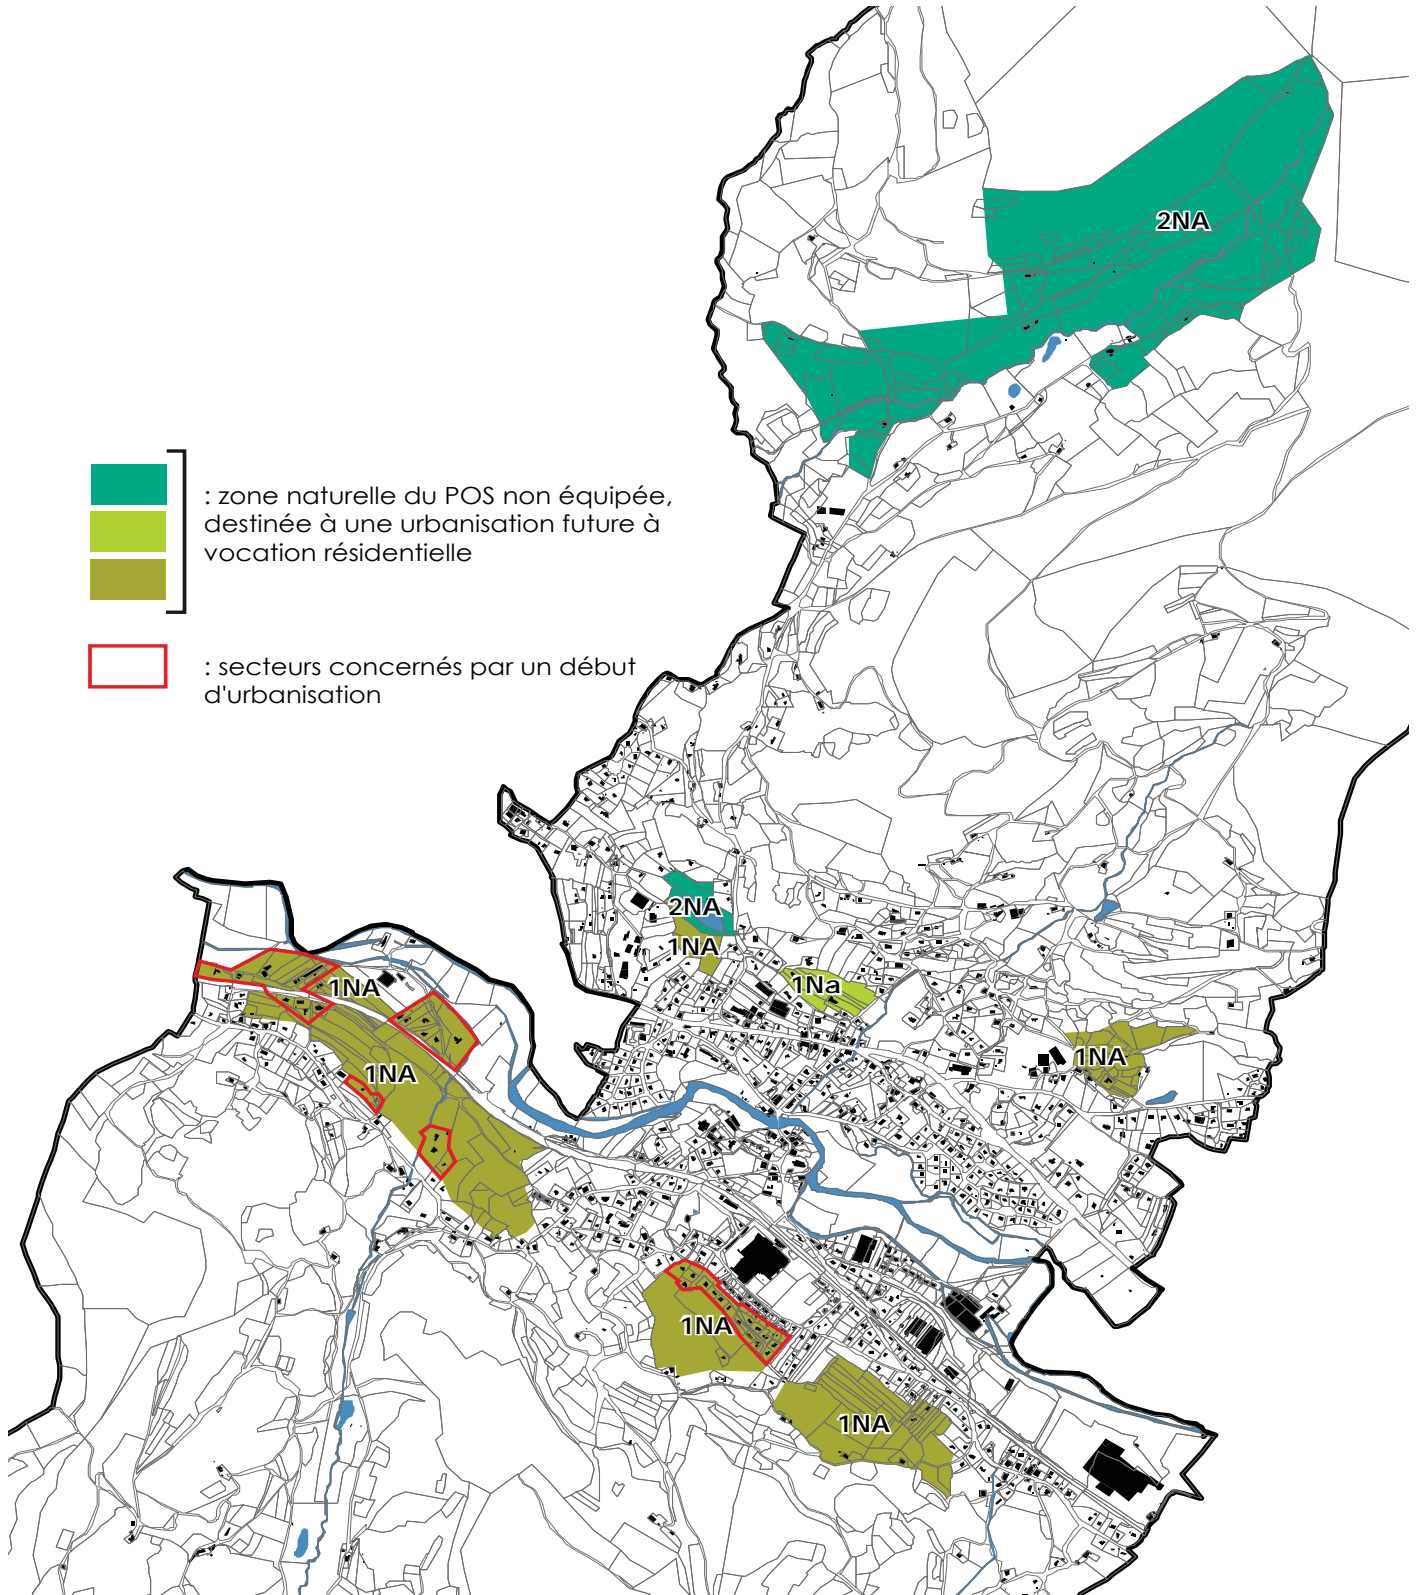 2NA
: zone naturelle du POS non équipée,
destinée à une urbanisation future à
vocation résidentielle
: secteurs concernés par un début
d'urbanisation
2NA
1NA
1NA
1Na
1NA
1NA
1NA
1NA